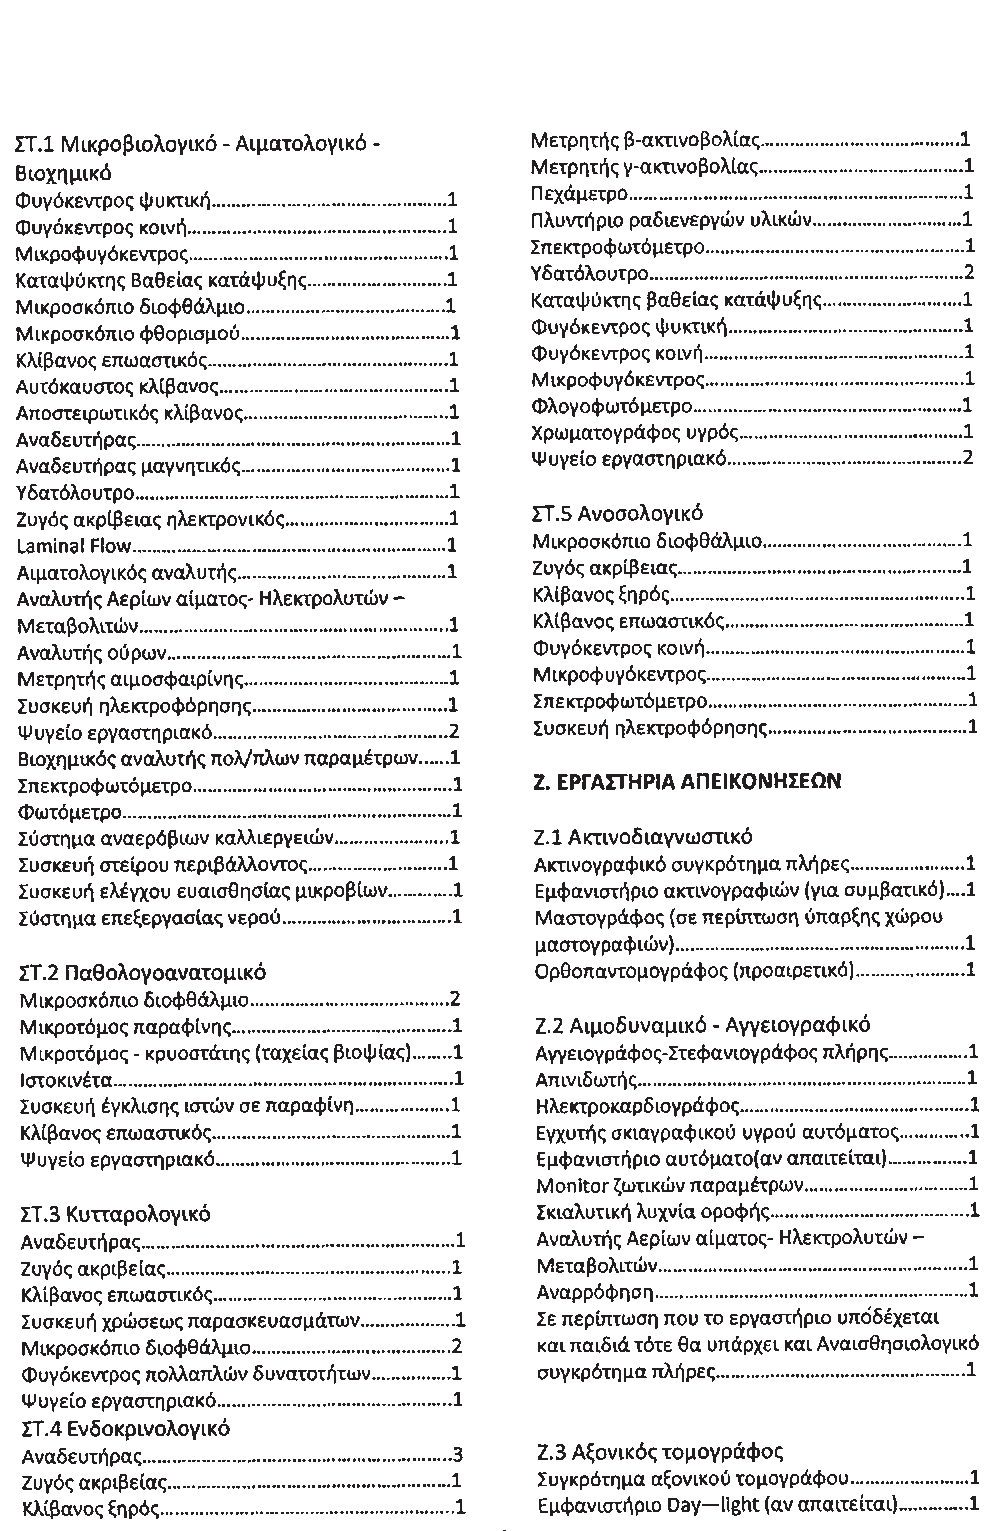 ΣΤ.1 Μικροβιολογικό - Αιματολογικό -
Βιοχημικό
Φυγόκεντρος ψυκτική.....1
Φυγόκεντρος κοινή.....1
Μικροφυγόκεντρος.....1
Καταψύκτης Βαθείας κατάψυξης.....1
Μικροσκόπιο διοφθάλμιο.....1
Μικροσκόπιο φθορισμού.....1
Κλίβανος επωαστικός.....1
Αυτόκαυστος κλίβανος.....1
Αποστειρωτικός κλίβανος.....1
Αναδευτήρας.....1
Αναδευτήρας μαγνητικός.....1
Υδατόλουτρο.....1
Ζυγός ακρίβειας ηλεκτρονικός.....1
Laminal Flow.....1
Αιματολογικός αναλυτής.....1
Αναλυτής Αερίων αίματος- Ηλεκτρολυτών –
Μεταβολιτών.....1
Αναλυτής ούρων.....1
Μετρητής αιμοσφαιρίνης.....1
Συσκευή ηλεκτροφόρησης.....1
Ψυγείο εργαστηριακό.....2
Βιοχημικός αναλυτής πολ/πλων παραμέτρων.....1
Σπεκτροφωτόμετρο.....1
Φωτόμετρο.....1
Σύστημα αναερόβιων καλλιεργειών.....1
Συσκευή στείρου περιβάλλοντος.....1
Συσκευή ελέγχου ευαισθησίας μικροβίων.....1
Σύστημα επεξεργασίας νερού.....1
ΣΤ.2 Παθολογοανατομικό
Μικροσκόπιο διοφθάλμιο.....2
Μικροτόμος παραφίνης.....1
Μικροτόμος - κρυοστάτης (ταχείας βιοψίας).....1
Ιστοκινέτα.....1
Συσκευή έγκλισης ιστών σε παραφίνη.....1
Κλίβανος επωαστικός.....1
Ψυγείο εργαστηριακό.....1
ΣΤ.3 Κυτταρολογικό
Αναδευτήρας.....1
Ζυγός ακριβείας.....1
Κλίβανος επωαστικός.....1
Συσκευή χρώσεως παρασκευασμάτων.....1
Μικροσκόπιο διοφθάλμιο.....2
Φυγόκεντρος πολλαπλών δυνατοτήτων.....1
Ψυγείο εργαστηριακό.....1
ΣΤ.4 Ενδοκρινολογικό
Αναδευτήρας.....3
Ζυγός ακριβείας.....1
Κλίβανος ξηρός.....1
Μετρητής β-ακτινοβολίας.....1
Μετρητής γ-ακτινοβολίας.....1
Πεχάμετρο.....1
Πλυντήριο ραδιενεργών υλικών.....1
Σπεκτροφωτόμετρο.....1
Υδατόλουτρο.....2
Καταψύκτης βαθείας κατάψυξης.....1
Φυγόκεντρος ψυκτική.....1
Φυγόκεντρος κοινή.....1
Μικροφυγόκεντρος.....1
Φλογοφωτόμετρο.....1
Χρωματογράφος υγρός.....1
Ψυγείο εργαστηριακό.....2
ΣΤ.5 Ανοσολογικό
Μικροσκόπιο διοφθάλμιο.....1
Ζυγός ακρίβειας.....1
Κλίβανος ξηρός.....1
Κλίβανος επωαστικός.....1
Φυγόκεντρος κοινή.....1
Μικροφυγόκεντρος.....1
Σπεκτροφωτόμετρο.....1
Συσκευή ηλεκτροφόρησης.....1
Ζ. ΕΡΓΑΣΤΗΡΙΑ ΑΠΕΙΚΟΝΗΣΕΩΝ
Ζ.1 Ακτινοδιαγνωστικό
Ακτινογραφικό συγκρότημα πλήρες.....1
Εμφανιστήριο ακτινογραφιών (για συμβατικό)....1
Μαστογράφος (σε περίπτωση ύπαρξης χώρου
μαστογραφιών).....1
Ορθοπαντομογράφος (προαιρετικό).....1
Ζ.2 Αιμοδυναμικό - Αγγειογραφικό
Αγγειογράφος-Στεφανιογράφος πλήρης.....1
Απινιδωτής.....1
Ηλεκτροκαρδιογράφος.....1
Εγχυτής σκιαγραφικού υγρού αυτόματος.....1
Εμφανιστήριο αυτόματο(αν απαιτείται).....1
Monitor ζωτικών παραμέτρων.....1
Σκιαλυτική λυχνία οροφής.....1
Αναλυτής Αερίων αίματος- Ηλεκτρολυτών –
Μεταβολιτών.....1
Αναρρόφηση.....1
Σε περίπτωση που το εργαστήριο υποδέχεται
και παιδιά τότε θα υπάρχει και Αναισθησιολογικό
συγκρότημα πλήρες.....1
Ζ.3 Αξονικός τομογράφος
Συγκρότημα αξονικού τομογράφου.....1
Εμφανιστήριο Day—light (αν απαιτείται).....1